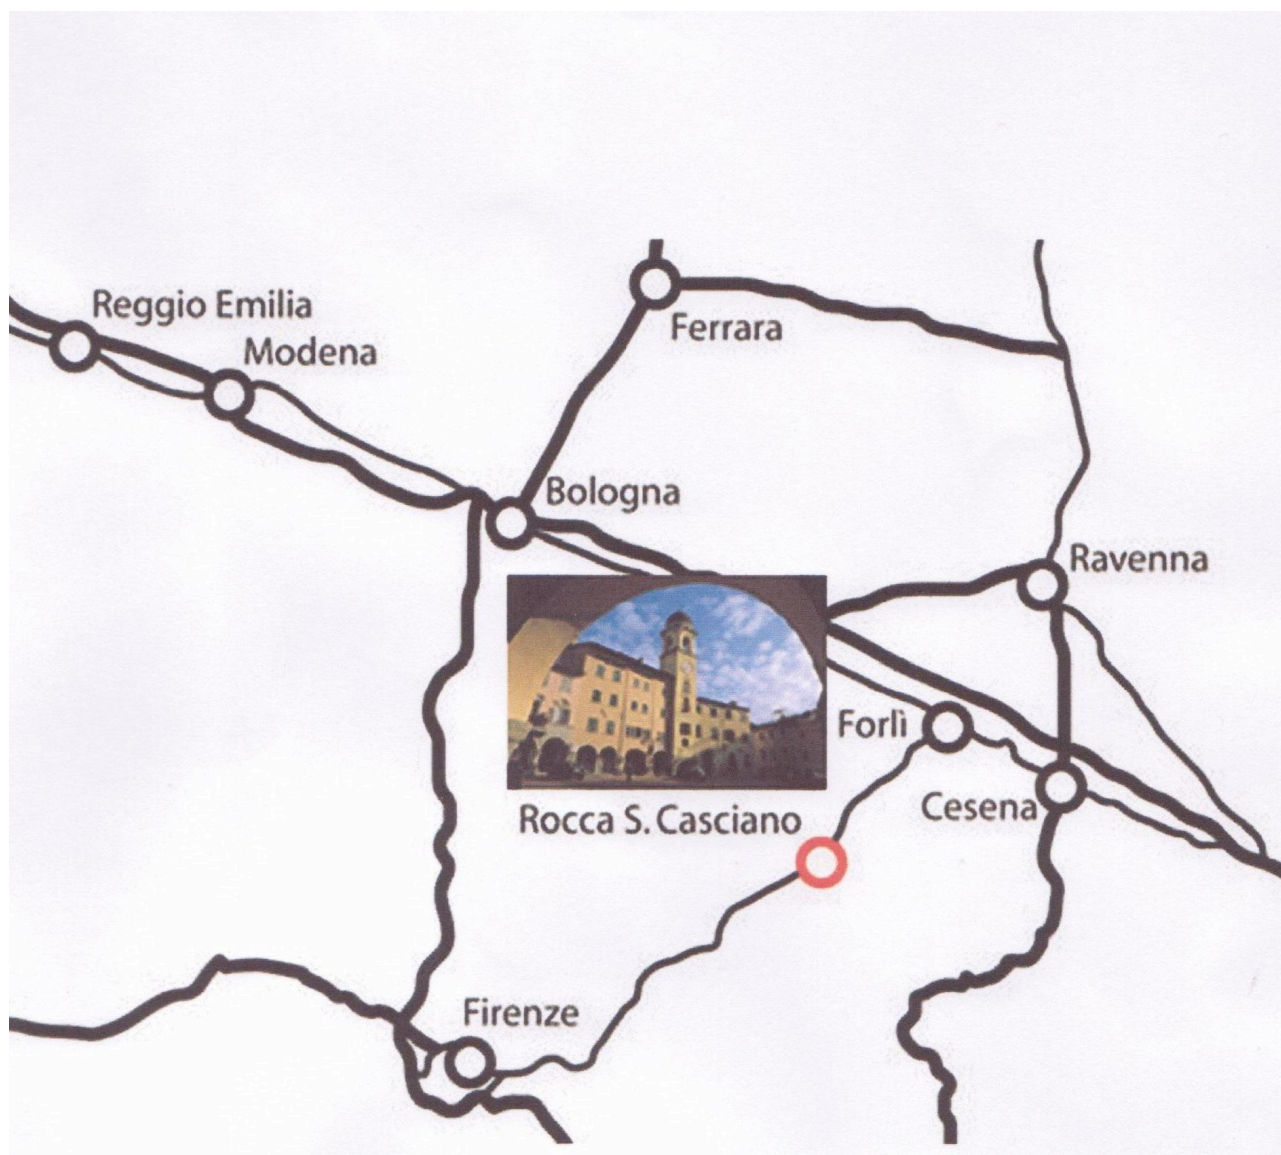 Reggio Emilia
Modena
Ferrara
Bologna
Ravenna
Forlì
Cesena
Rocca S. Casciano
Firenze